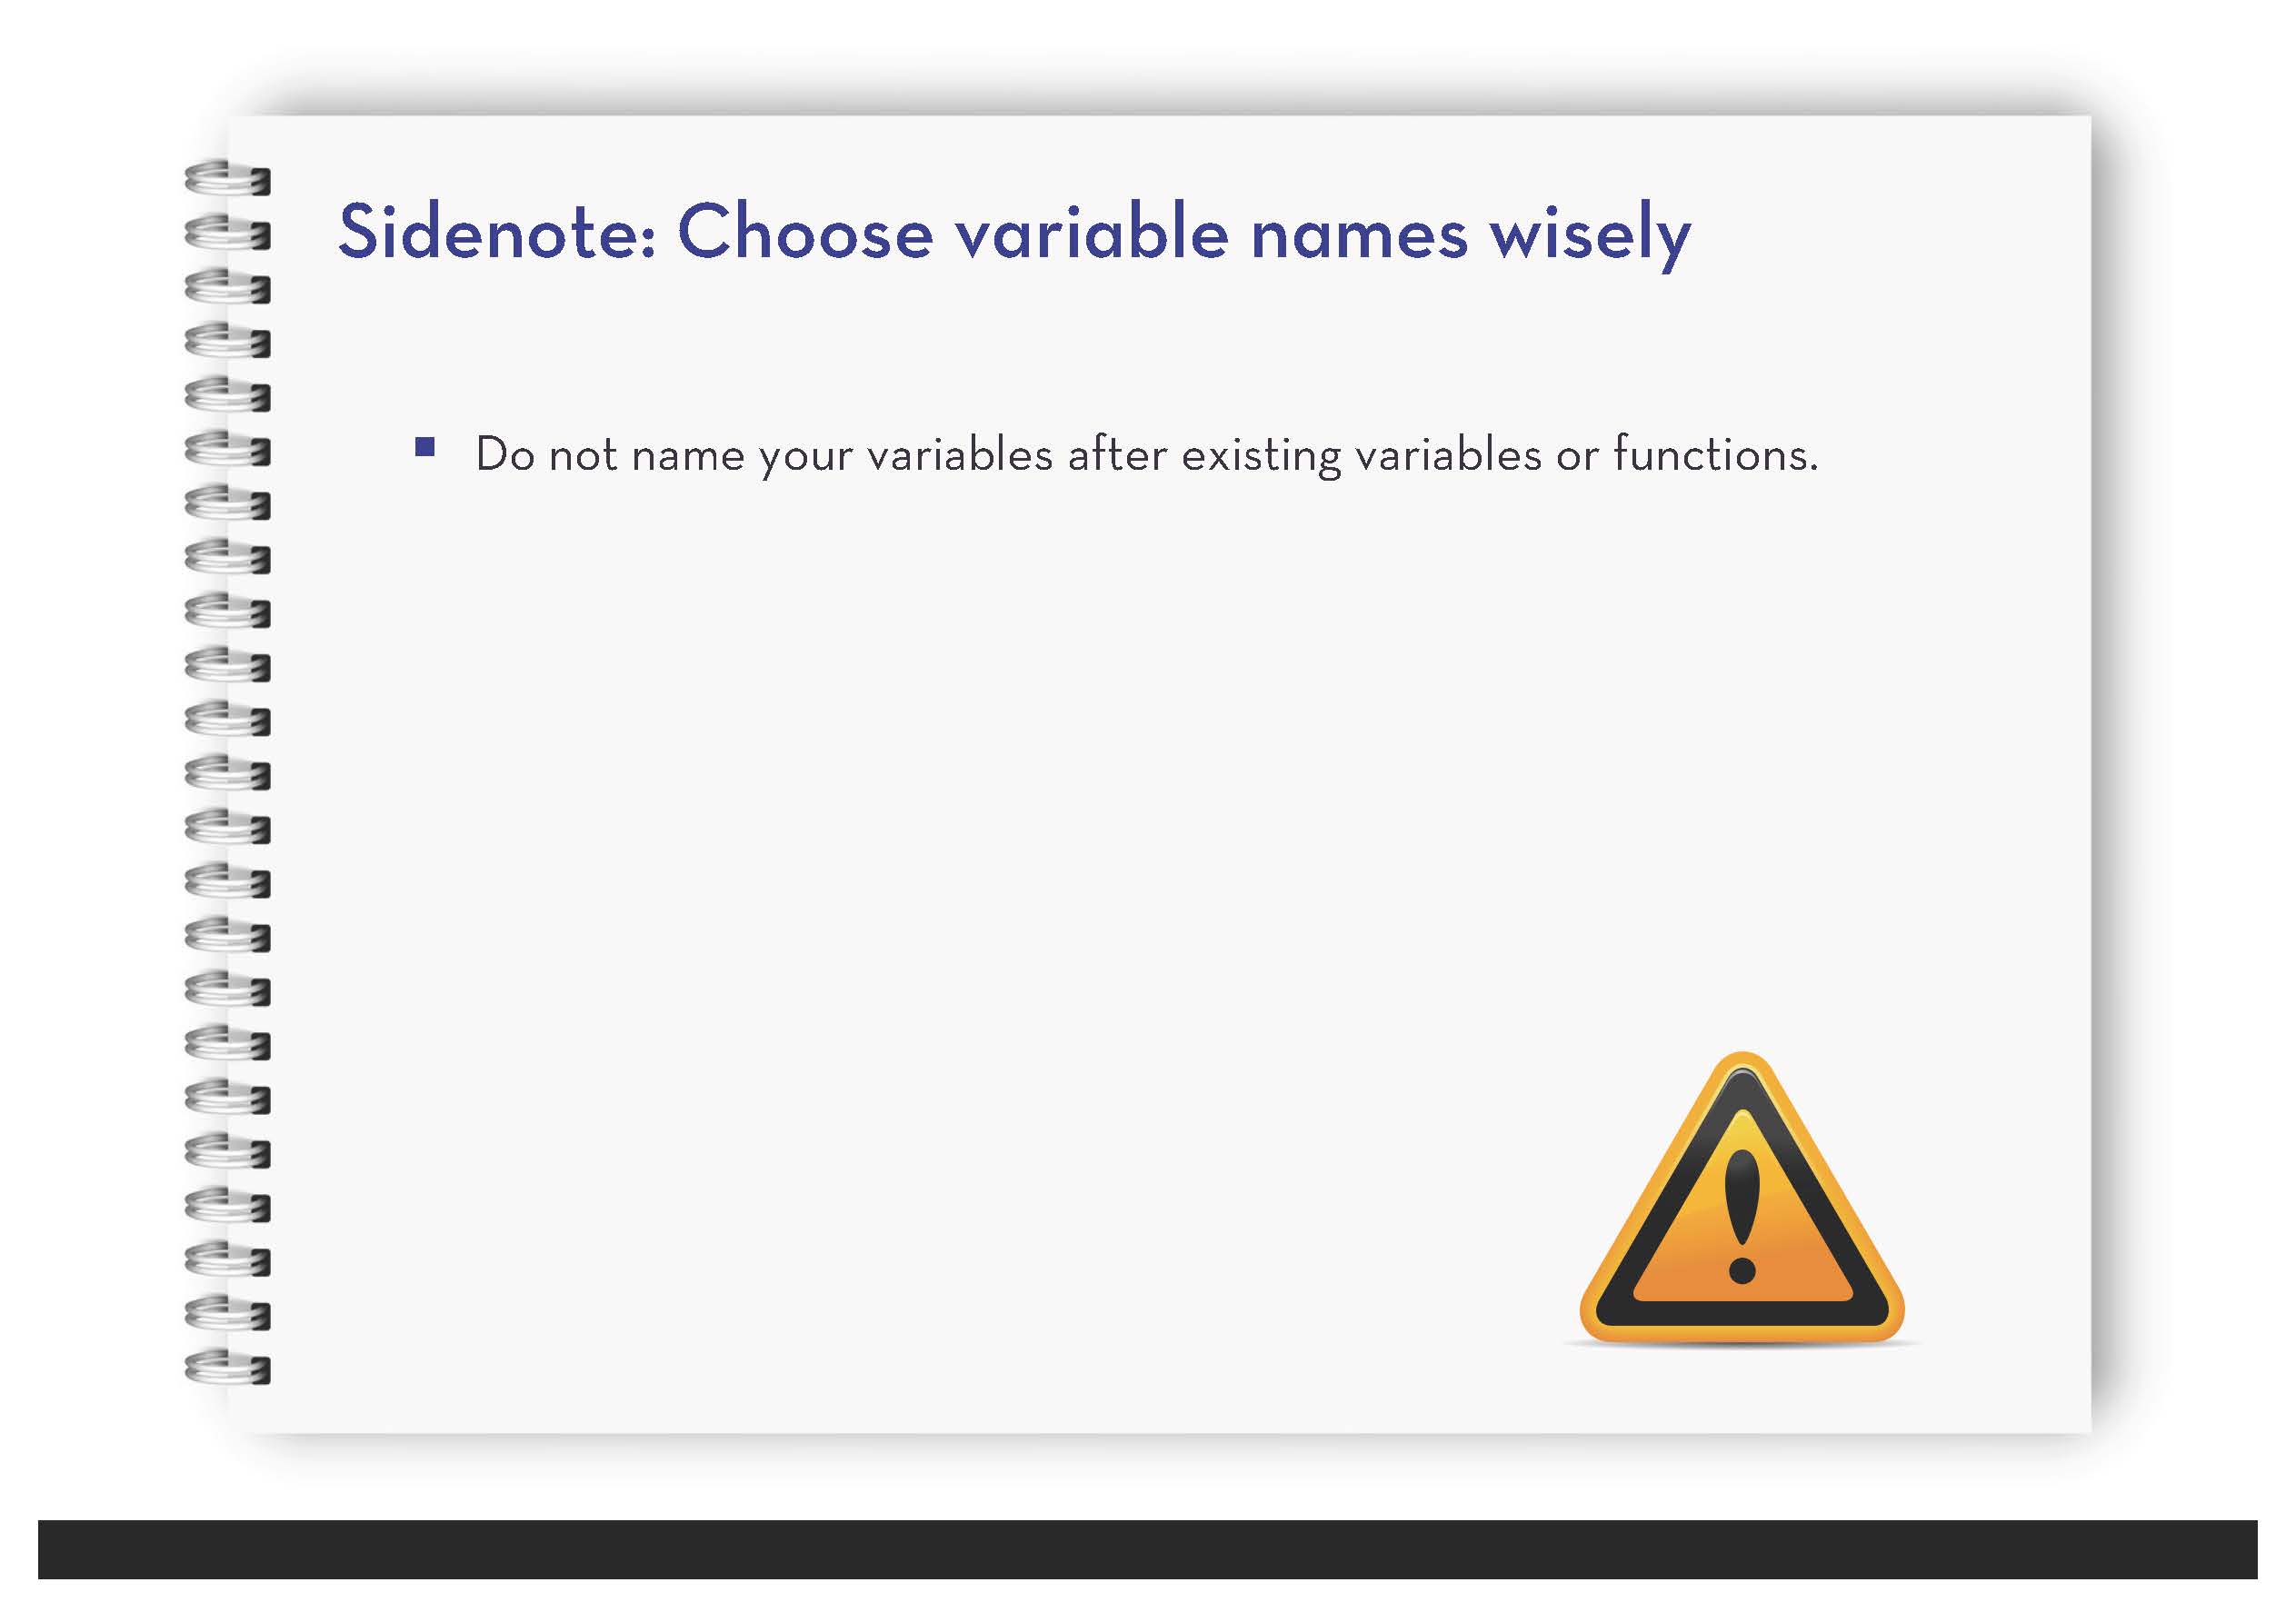 Sidenote: Choose variable names wisely
▪ Do not name your variables after existing variables or functions.